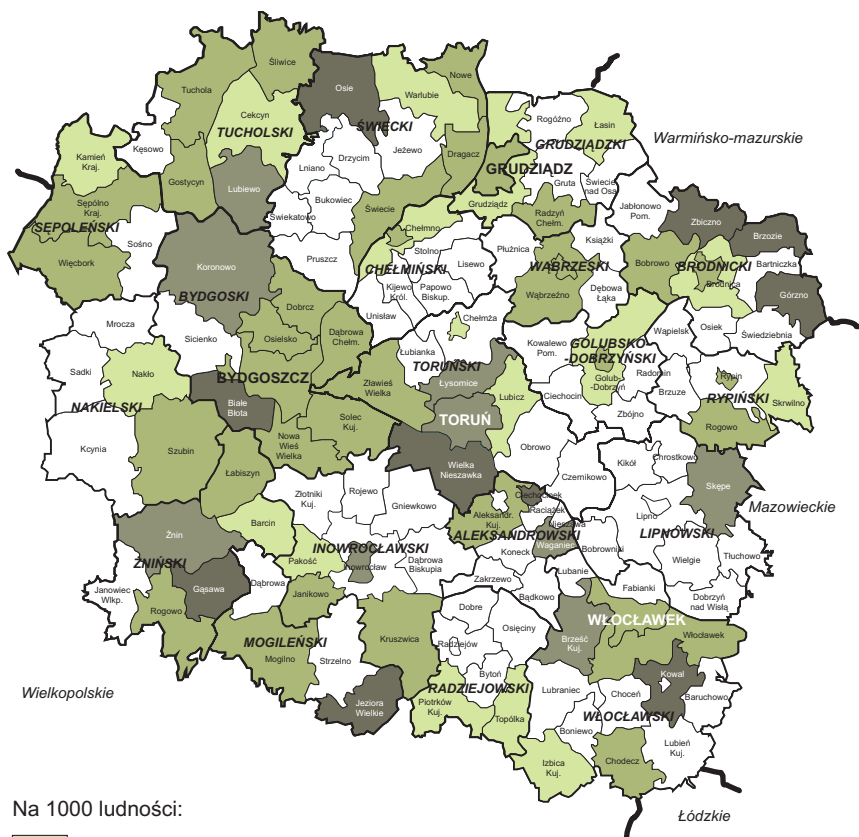 Śliwice
Nowe
Tuchola
Osie
Warlubie
Cekcyn
TUCHOLSKI
ŚWIECKI
Rogóźno
Łasin
Warmińsko-mazurskie
Kęsowo
Kamień
Kraj.
Drzycim
Jeżewo
Dragacz
GRUDZIĄDZKI
GRUDZIĄDZ
Lniano
Gruta
Świecie
nad Osą
Gostycyn
Lubiewo
Bukowiec
Sępólno
Kraj.
SĘPOLEŃSKI
Świekatowo
Świecie
Grudziądz
Radzyń
Chełm.
Jabłonowo
Pom.
Zbiczno
Brzozie
Chełmno
Sośno
Więcbork
Koronowo
Pruszcz
Stolno
Lisewo
Płużnica
Książki
CHEŁMIŃSKI
WĄBRZESKI
Bobrowo
BRODNICKI
Bartniczka
Brodnica
BYDGOSKI
Kijewo
Król.
Papowo
Biskup.
Wąbrzeźno
Dębowa
Łąka
Górzno
Dobrcz
Unisław
Chełmża
Mrocza
Sicienko
Osielsko
Dąbrowa
Chełm.
Kowalewo
Pom.
GOLUBSKO-
-DOBRZYŃSKI
Wąpielsk
Osiek
Świedziebnia
Łubianka
TORUŃSKI
Sadki
Nakło
BYDGOSZCZ
Zławieś
Wielka
Łysomice
Lubicz
Golub
-Dobrzyń
Radomin
Rypin
Ciechocin
Brzuze
RYPIŃSKI
Skrwilno
NAKIELSKI
Białe
Błota
Solec
Kuj.
TORUŃ
Zbójno
Rogowo
Kcynia
Szubin
Nowa
Wieś
Wielka
Obrowo
Wielka
Nieszawka
Kikół
Chrostkowo
Łabiszyn
Czernikowo
Skępe
Złotniki
Kuj.
Rojewo
Gniewkowo
Ciechocinek
Raciążek
Aleksandr.
Kuj.
Nieszawa
Lipno
Mazowieckie
Barcin
ALEKSANDROWSKI
Waganiec
LIPNOWSKI
Żnin
INOWROCŁAWSKI
Koneck
Bobrowniki
Wielgie
Tłuchowo
ŻNIŃSKI
Pakość
Inowrocław
Dąbrowa
Biskupia
Lubanie
Janowiec
Wlkp.
Gąsawa
Dąbrowa
Zakrzewo
Bądkowo
Fabianki
Dobrzyń
nad Wisłą
Rogowo
Janikowo
Dobre
Osięciny
WŁOCŁAWEK
MOGILEŃSKI
Kruszwica
Radziejów
Brześć
Kuj.
Włocławek
Mogilno
Strzelno
Bytoń
Kowal
RADZIEJOWSKI
Lubraniec
Choceń
Baruchowo
Wielkopolskie
Jeziora
Wielkie
Piotrków
Kuj.
Topólka
WŁOCŁAWSKI
Boniewo
Lubień
Kuj.
Izbica
Kuj.
Chodecz
Na 1000 ludności:
Łódzkie